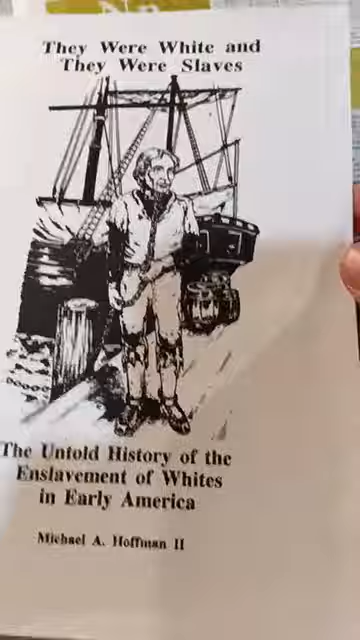 They Were White and
They Were Slaves
The Untold History of the
Enslavement of Whites
in Early America
Michael A. Hoffman II